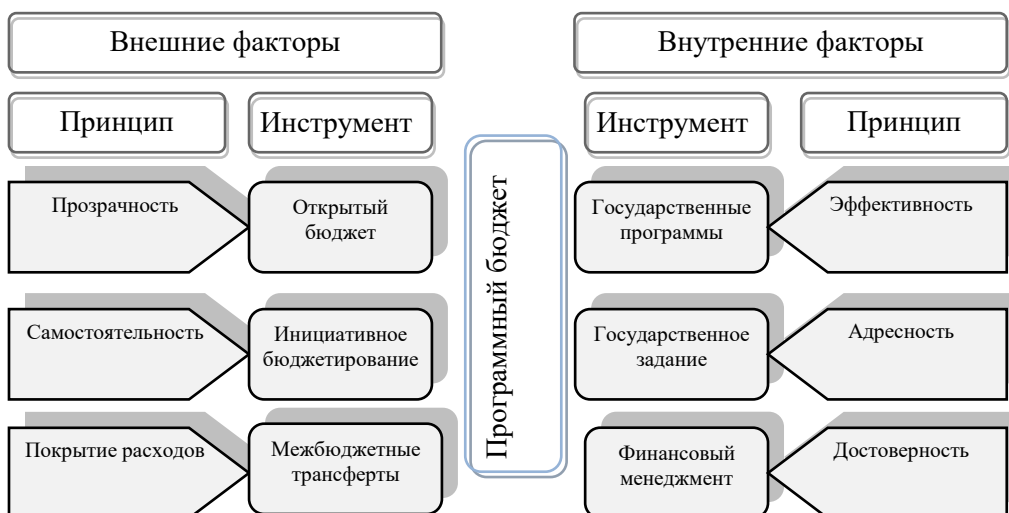 Внешние факторы
Внутренние факторы
Принцип
Инструмент
Инструмент
Принцип
Прозрачность
Открытый
бюджет
Программный бюджет
Государственные
программы
Эффективность
Самостоятельность
Инициативное
бюджетирование
Государственное
задание
Адресность
Покрытие расходов
Межбюджетные
трансферты
Финансовый
менеджмент
Достоверность